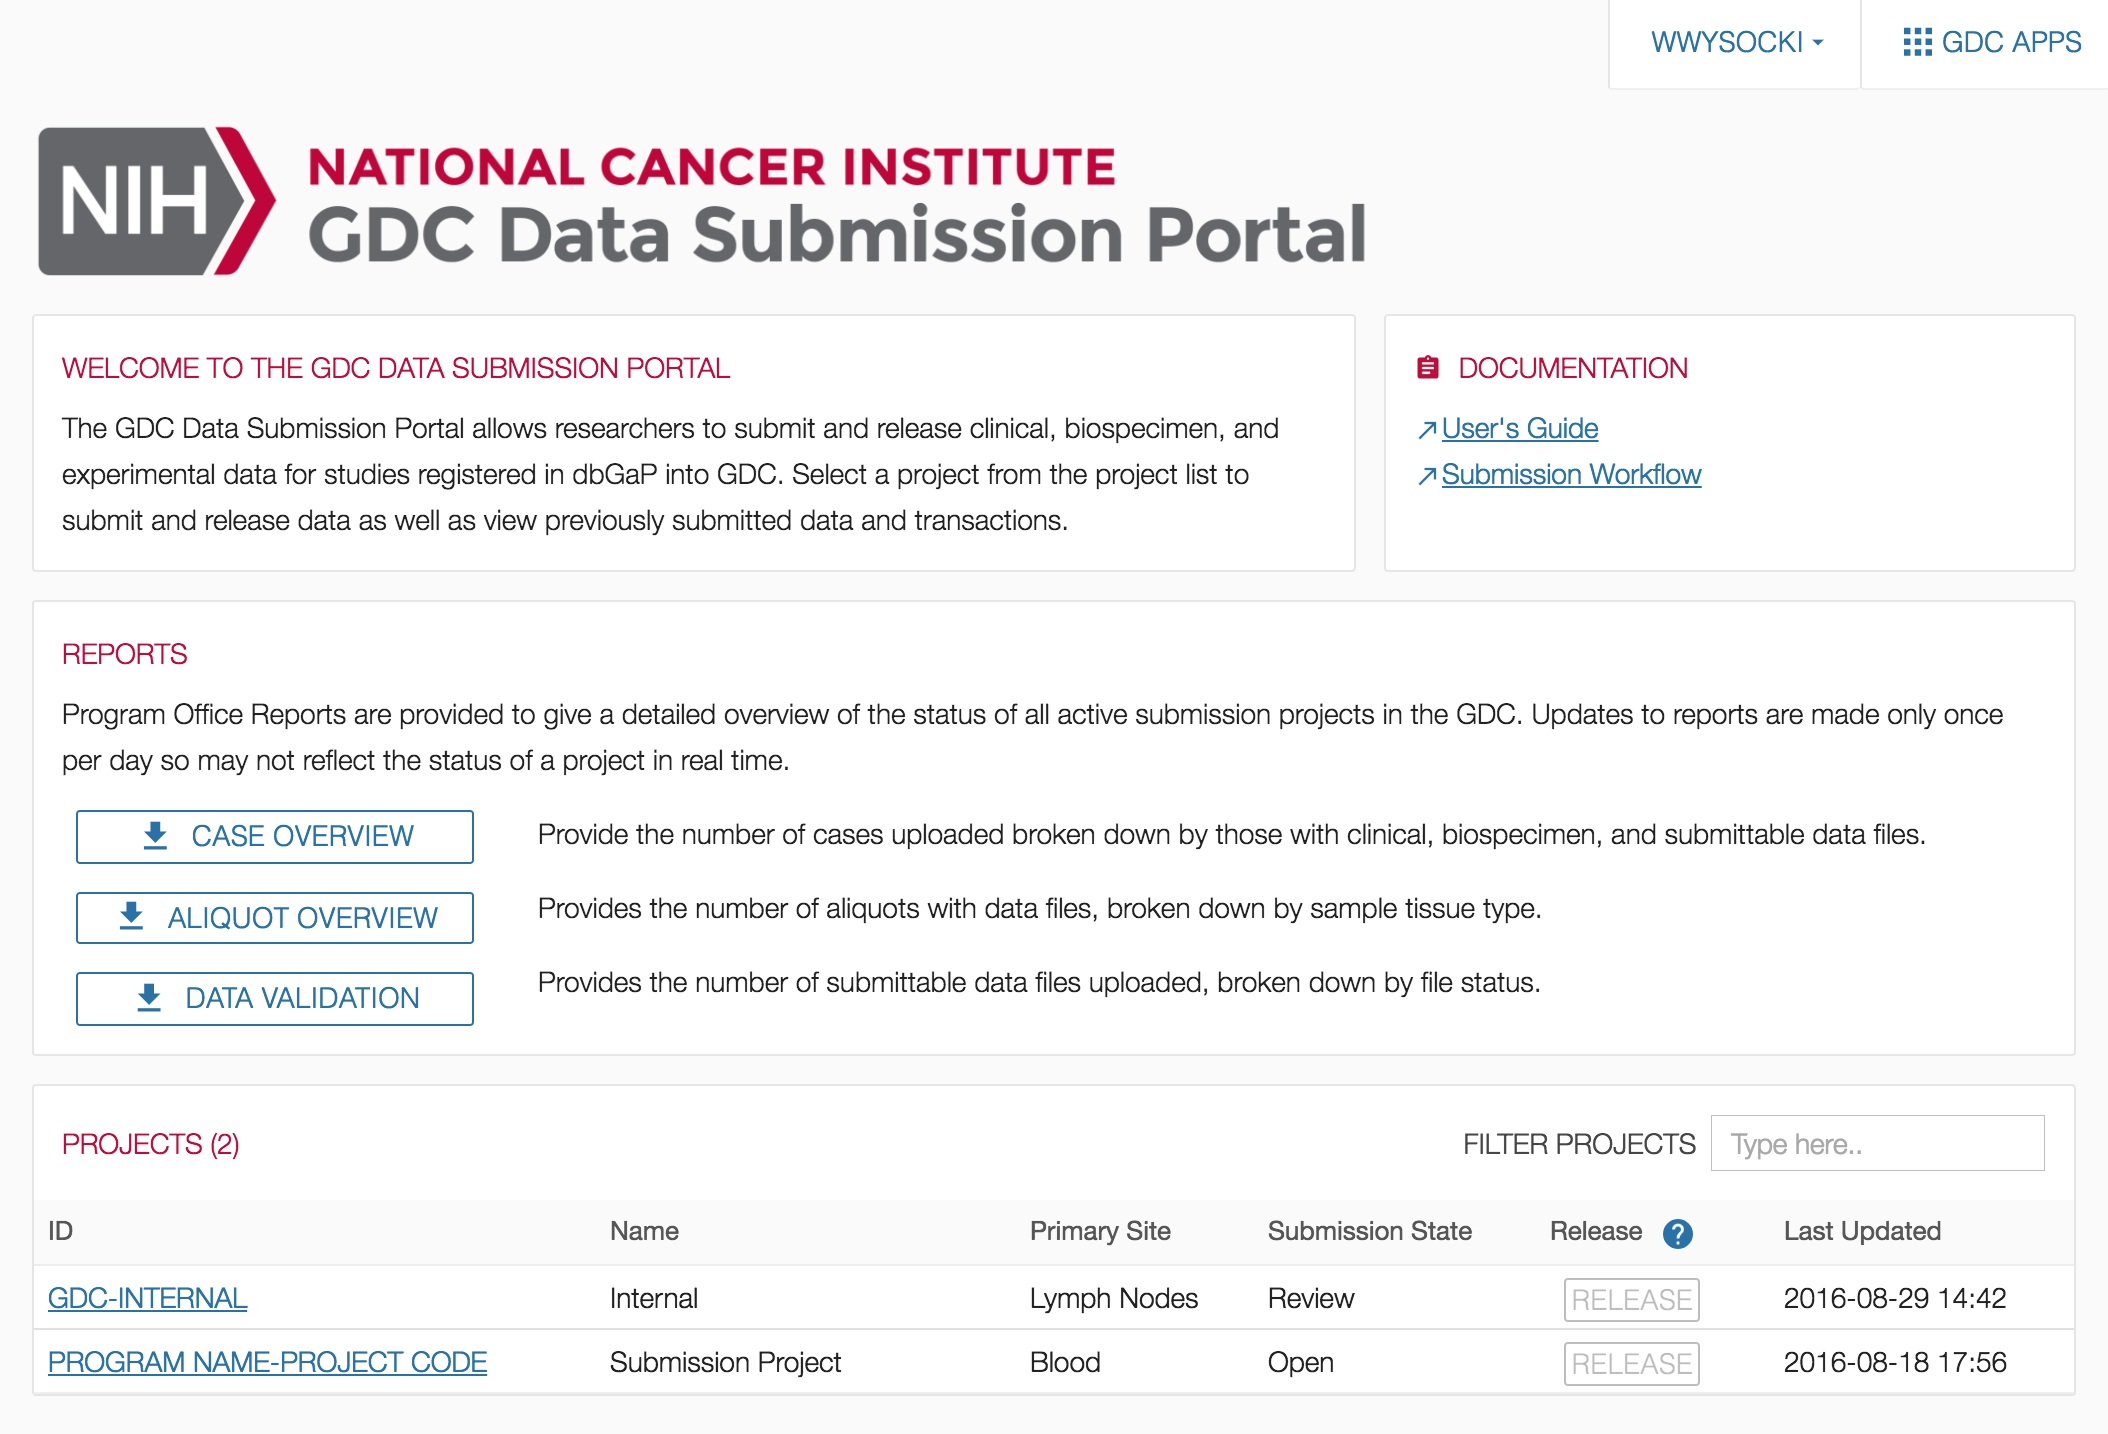 WWYSOCKI
GDC APPS
NIH
NATIONAL CANCER INSTITUTE
GDC Data Submission Portal
WELCOME TO THE GDC DATA SUBMISSION PORTAL
The GDC Data Submission Portal allows researchers to submit and release clinical, biospecimen, and
experimental data for studies registered in dbGaP into GDC. Select a project from the project list to
submit and release data as well as view previously submitted data and transactions.
DOCUMENTATION
User's Guide
Submission Workflow
REPORTS
Program Office Reports are provided to give a detailed overview of the status of all active submission projects in the GDC. Updates to reports are made only once
per day so may not reflect the status of a project in real time.
CASE OVERVIEW Provide the number of cases uploaded broken down by those with clinical, biospecimen, and submittable data files.
ALIQUOT OVERVIEW Provides the number of aliquots with data files, broken down by sample tissue type.
DATA VALIDATION Provides the number of submittable data files uploaded, broken down by file status.
PROJECTS (2) FILTER PROJECTS Type here..
ID Name Primary Site Submission State Release ? Last Updated
GDC-INTERNAL Internal Lymph Nodes Review RELEASE 2016-08-29 14:42
PROGRAM NAME-PROJECT CODE Submission Project Blood Open RELEASE 2016-08-18 17:56